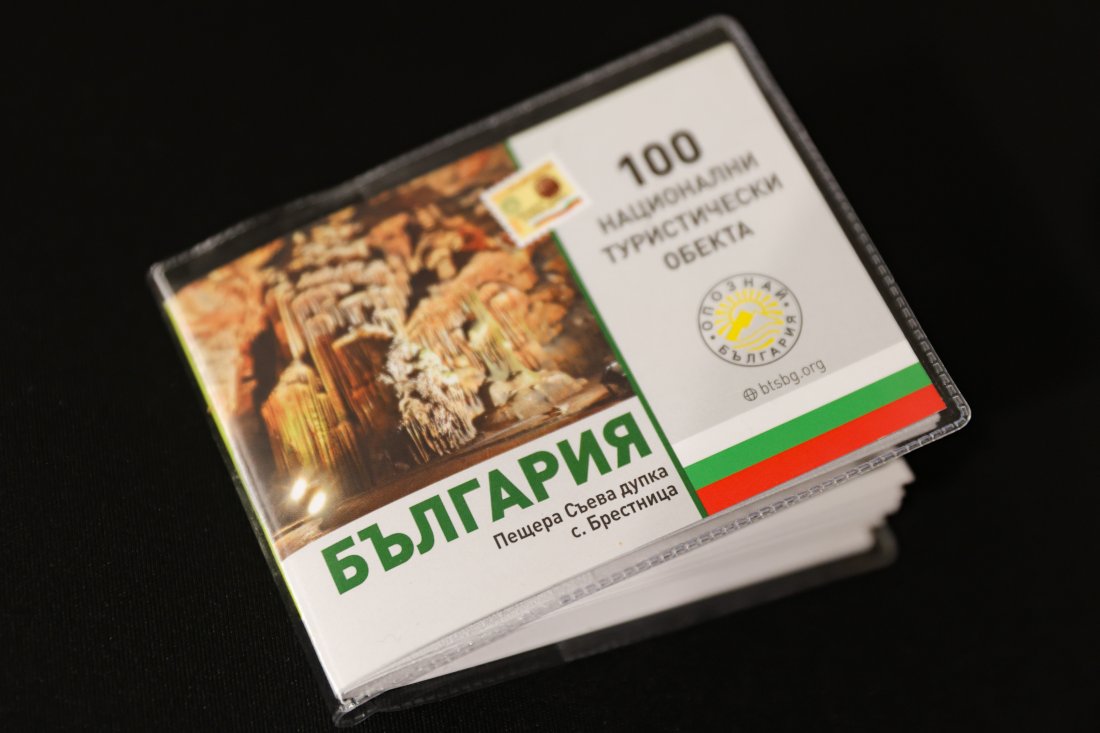 100
НАЦИОНАЛНИ
ТУРИСТИЧЕСКИ
ОБЕКТА
ОПОЗНАЙ
БЪЛГАРИЯ
btsbg.org
БЪЛГАРИЯ
Пещера Съева дупка
с. Брестница